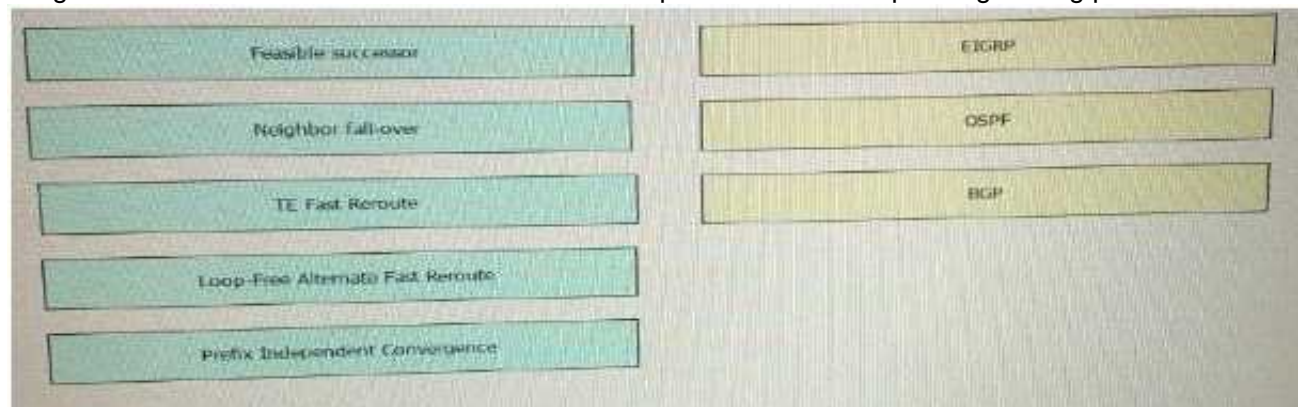 Feasible successor
Neighbor fall-over
TE Fast Reroute
Loop-Free Alternate Fast Reroute
Prefix Independent Convergence
EIGRP
OSPF
BGP